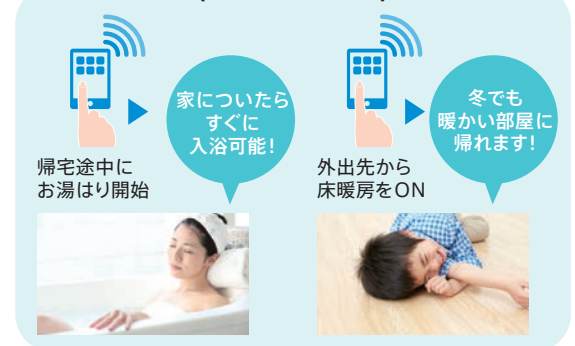 家についたら
すぐに
入浴可能！
帰宅途中に
お湯はり開始
冬でも
暖かい部屋に
帰れます！
外出先から
床暖房をON